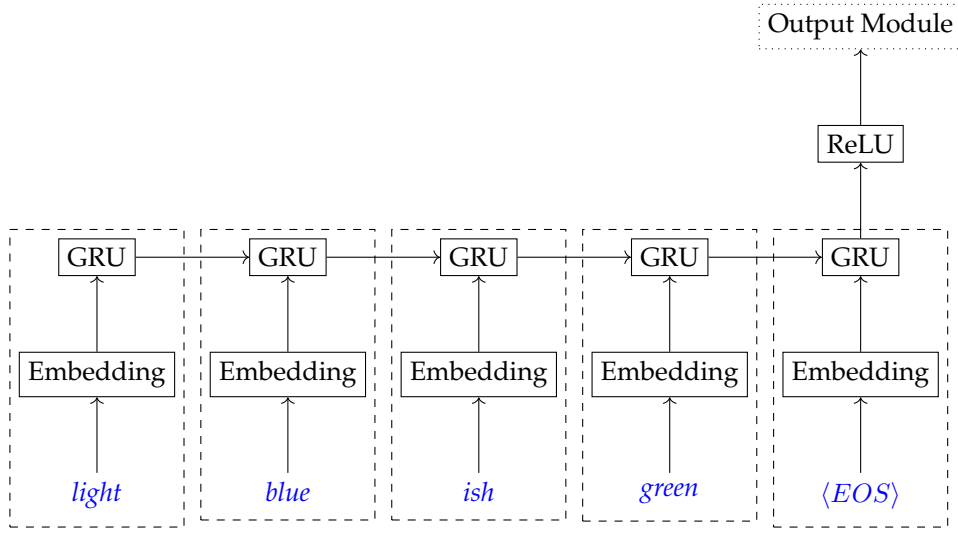 Output Module
ReLU
GRU GRU GRU GRU GRU
Embedding Embedding Embedding Embedding Embedding
light blue ish green ⟨EOS⟩